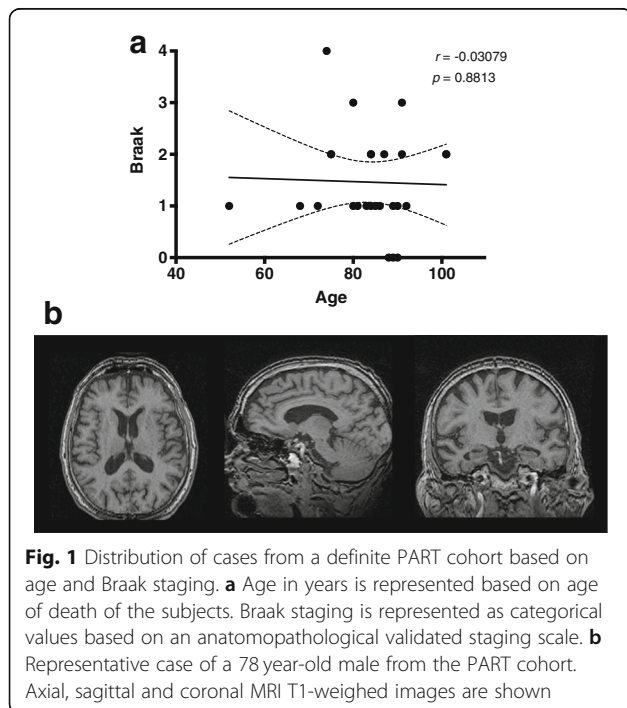 a
r = -0.03079
p = 0.8813
4
3
2
1
0
Braak
40 60 80 100
Age
b
Fig. 1 Distribution of cases from a definite PART cohort based on
age and Braak staging. a Age in years is represented based on age
of death of the subjects. Braak staging is represented as categorical
values based on an anatomopathological validated staging scale. b
Representative case of a 78 year-old male from the PART cohort.
Axial, sagittal and coronal MRI T1-weighed images are shown